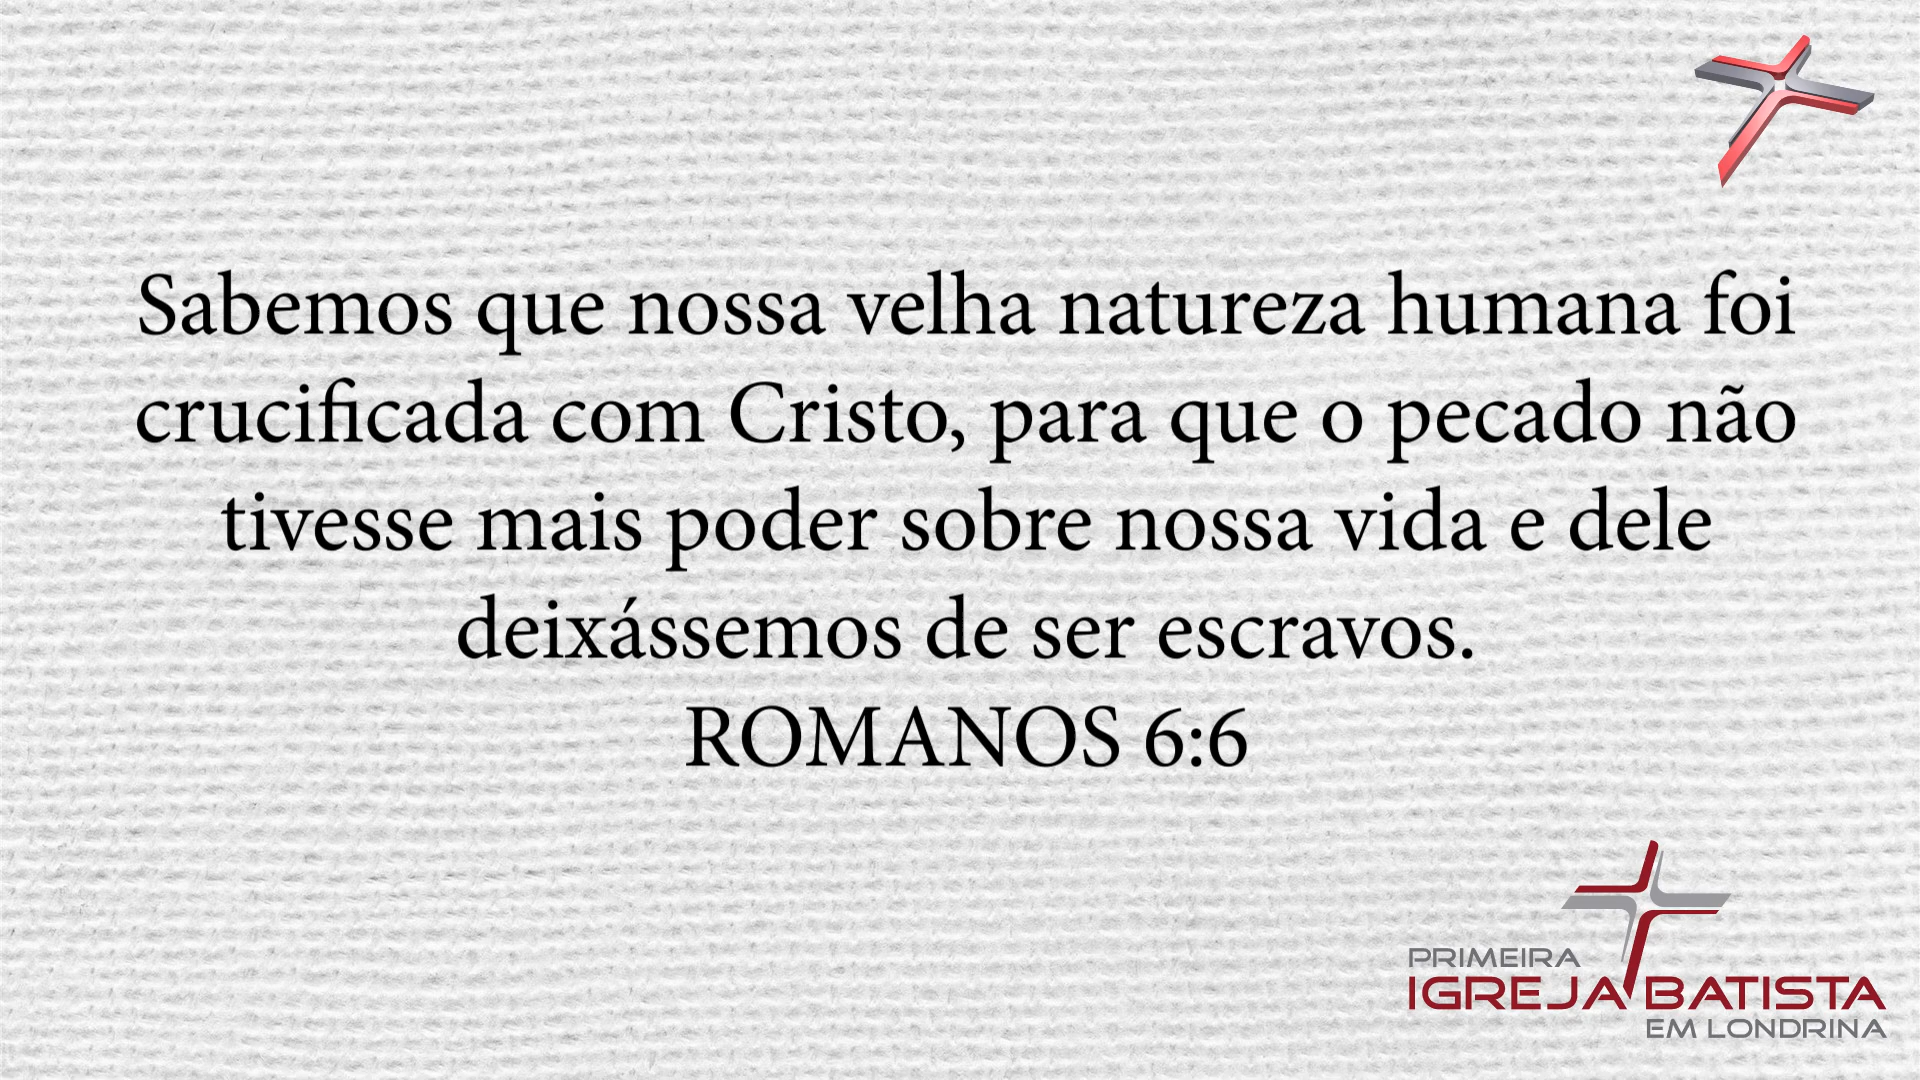 Sabemos que nossa velha natureza humana foi
crucificada com Cristo, para que o pecado não
tivesse mais poder sobre nossa vida e dele
deixássemos de ser escravos.
ROMANOS 6:6
PRIMEIRA
IGREJA BATISTA
EM LONDRINA